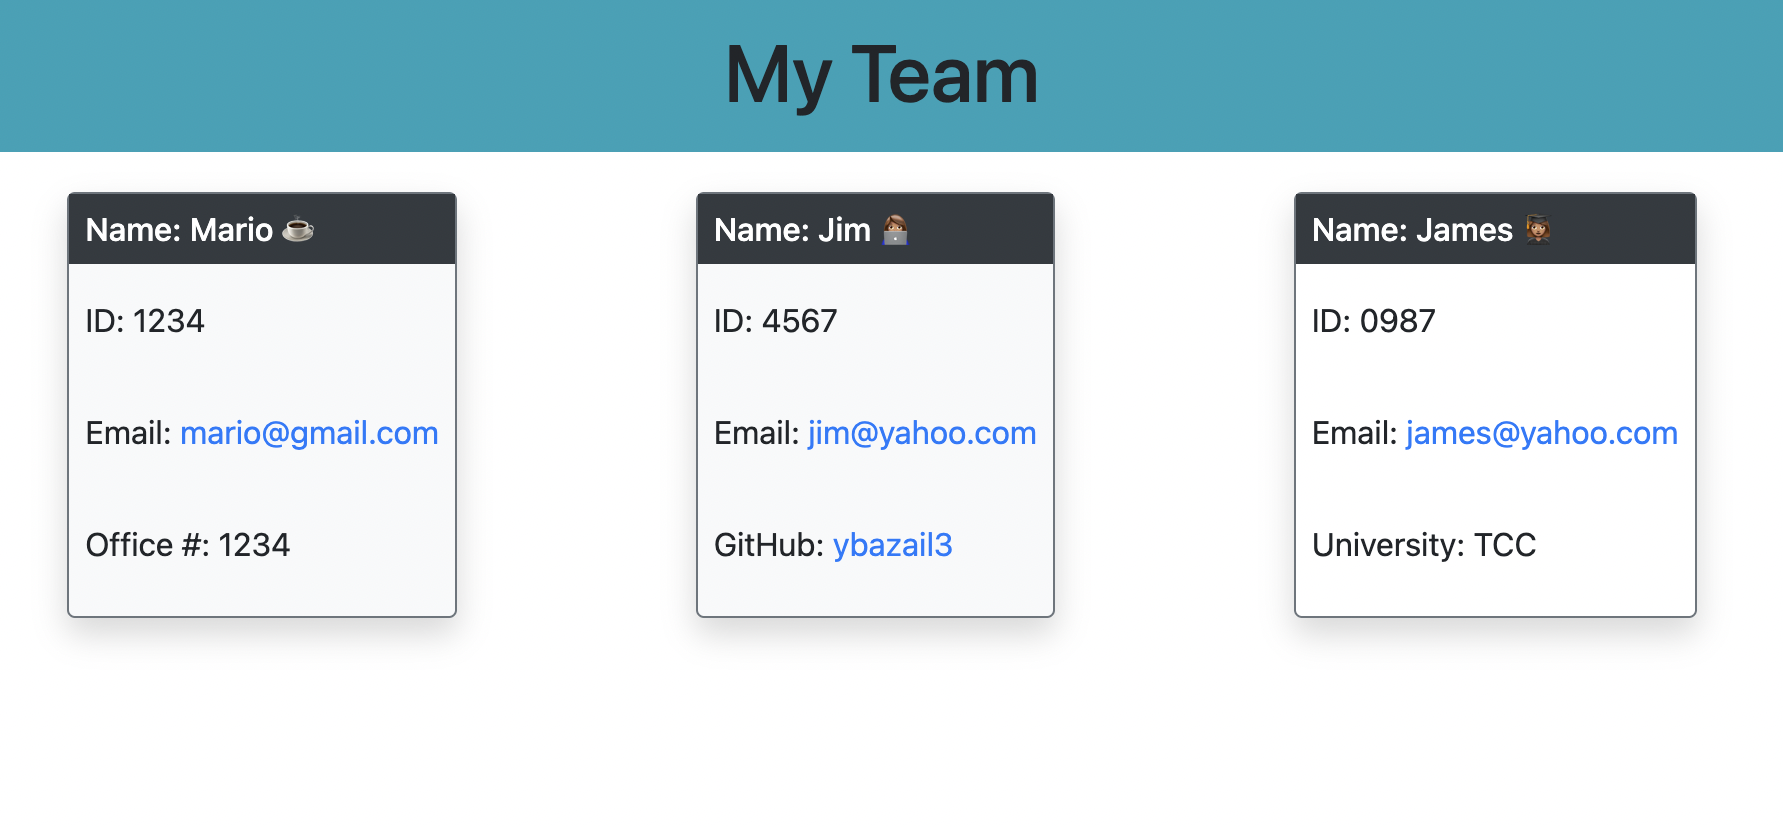 My Team
Name: Mario ☕
ID: 1234
Email: mario@gmail.com
Office #: 1234
Name: Jim 👩🏽‍💻
ID: 4567
Email: jim@yahoo.com
GitHub: ybazail3
Name: James 👩🏽‍🎓
ID: 0987
Email: james@yahoo.com
University: TCC